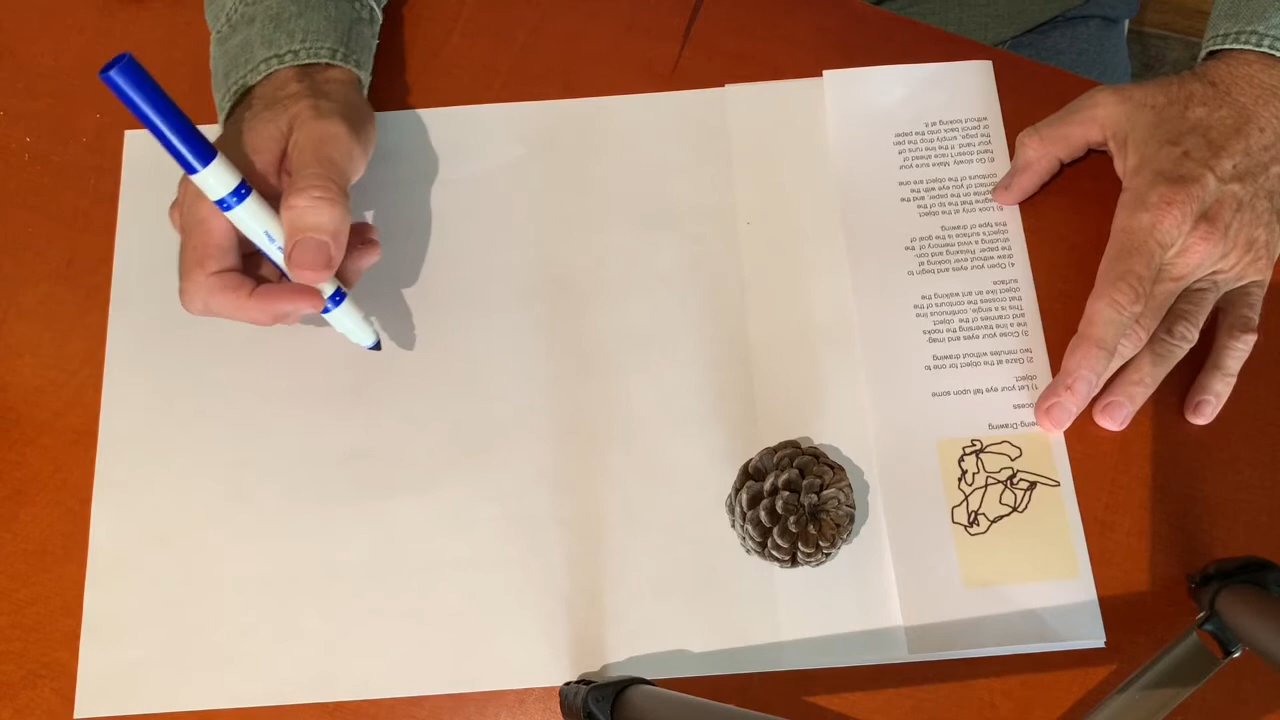 eing-Drawing
ocess
1) Let your eye fall upon some
object.
2) Gaze at the object for one to
two minutes without drawing
3) Close your eyes and imag-
ine a line traversing the nooks
and crannies of the object.
This is a single, continuous line
that crosses the contours of the
object like an ant walking the
surface
4) Open your eyes and begin to
draw without ever looking at
the paper. Relaxing and con-
structing a vivid memory of the
object's surface is the goal of
this type of drawing.
5) Look only at the object.
magine that the tip of the
aphite on the paper, and the
contact of you eye with the
contours of the object are one.
6) Go slowly. Make sure your
hand doesn't race ahead of
your hand. If the line runs off
the page, simply drop the pen
or pencil back onto the paper
without looking at it.